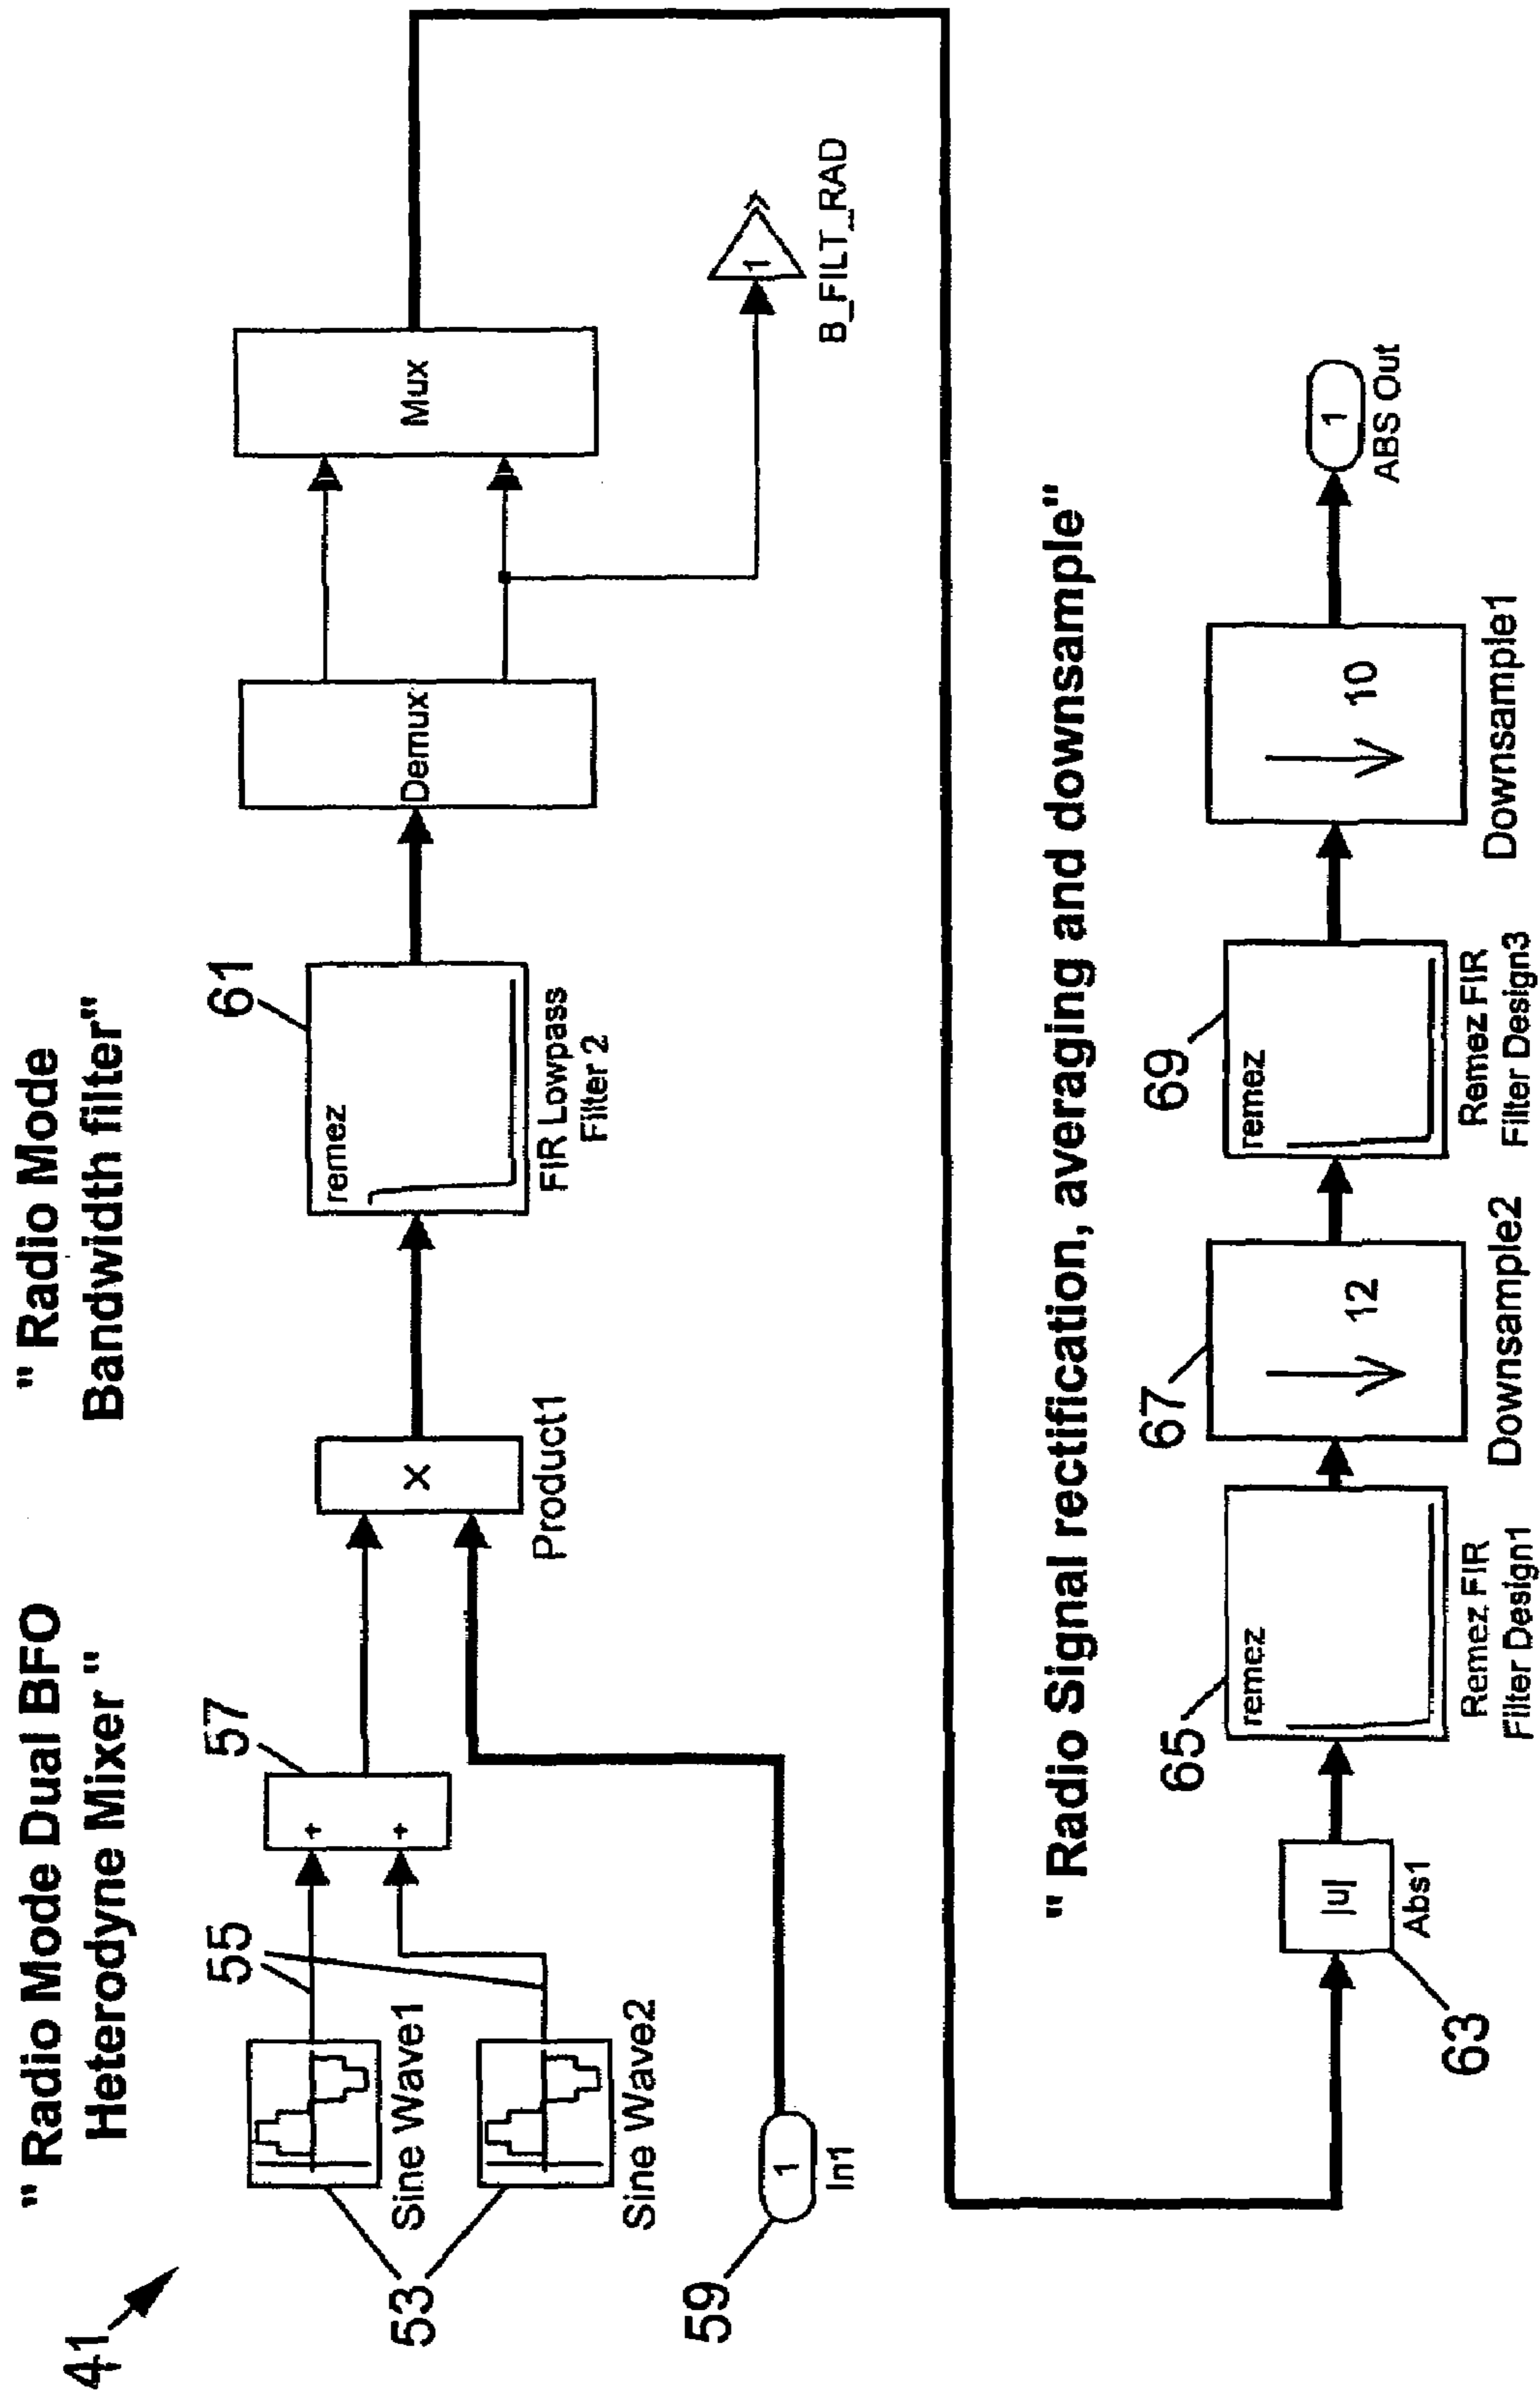 41
" Radio Mode Dual BFO
Heterodyne Mixer "
" Radio Mode
Bandwidth filter"
53
55
57
Sine Wave1
Sine Wave2
+
+
59
1
In1
X
Product1
61
remez
FIR Lowpass
Filter 2
Demux
Mux
1
B_FILT_RAD
" Radio Signal rectification, averaging and downsample"
63
|u|
Abs1
65
remez
Remez FIR
Filter Design1
67
12
Downsample2
69
remez
Remez FIR
Filter Design3
10
Downsample1
1
ABS Out